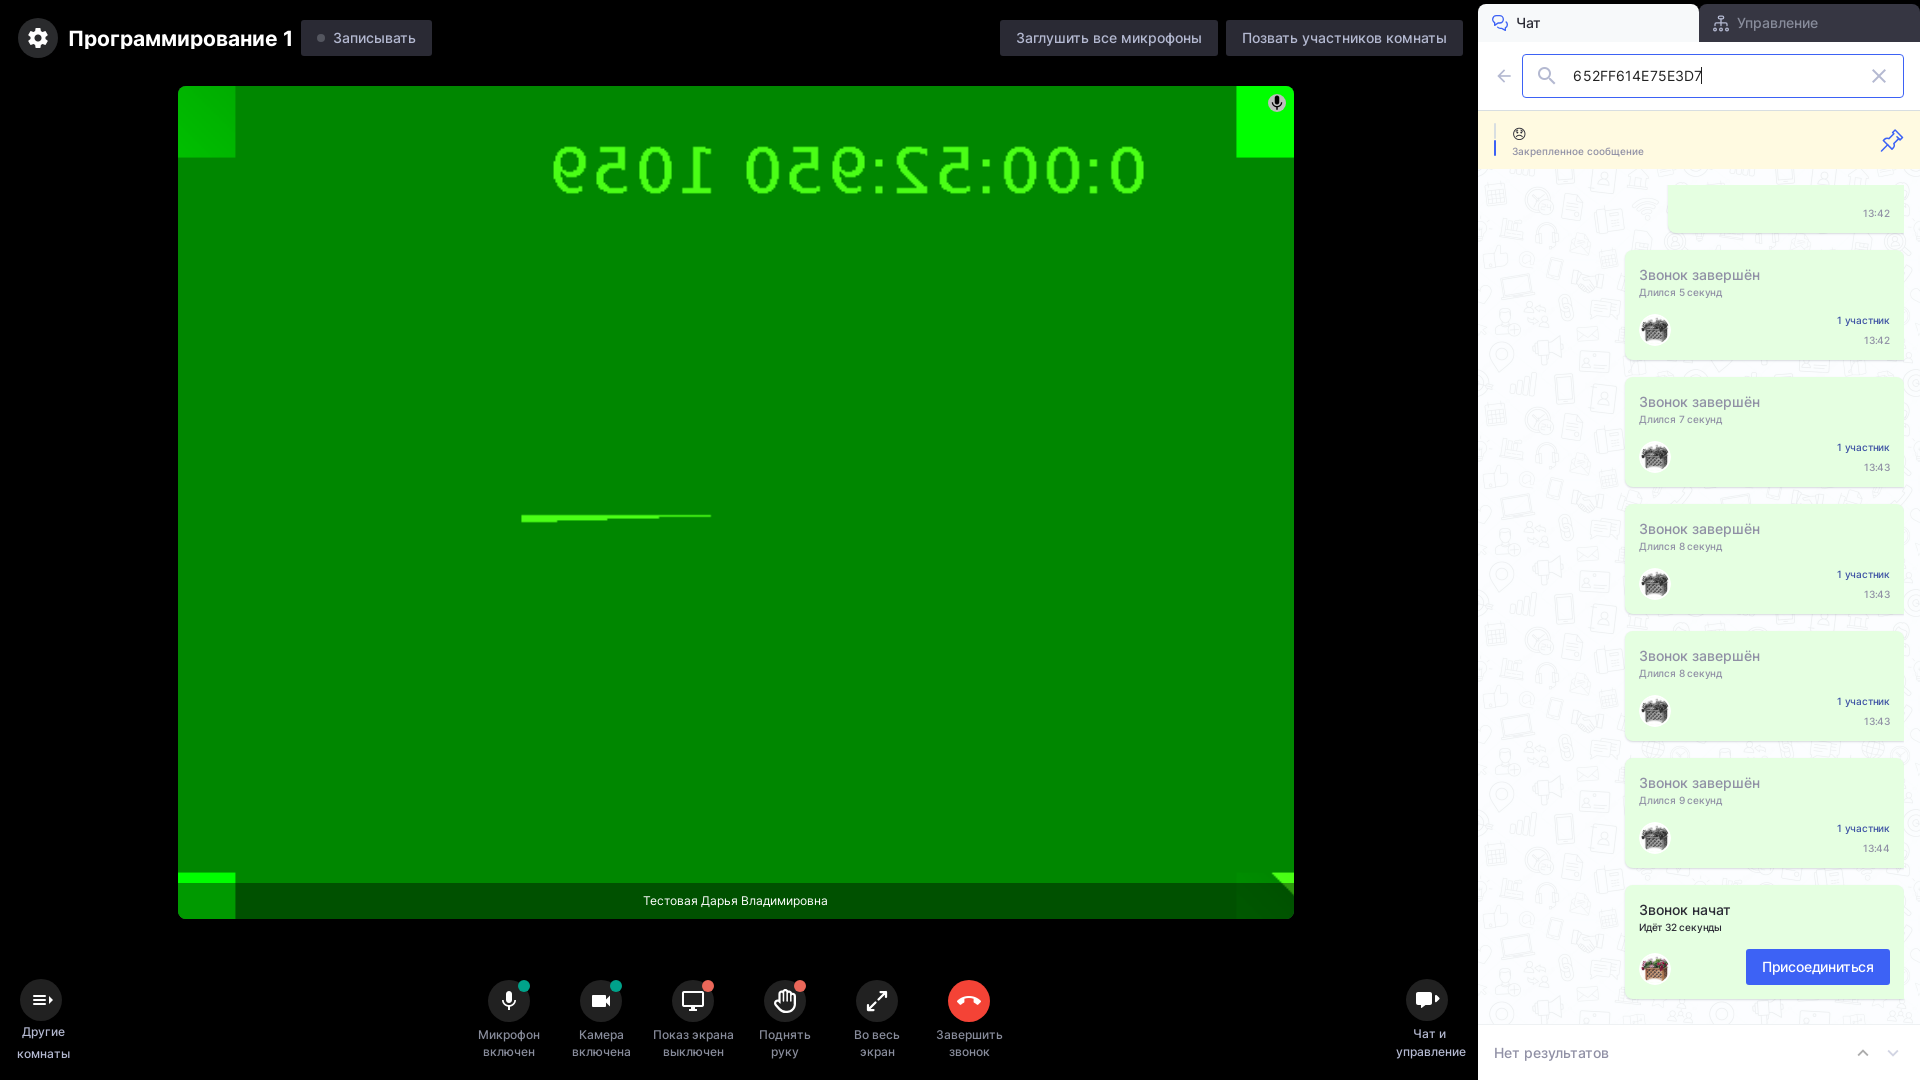 Программирование 1
Записывать
Заглушить все микрофоны
Позвать участников комнаты
Чат
Управление
652FF614E75E3D7
Закрепленное сообщение
0:00:52:950 1059
13:42
Звонок завершён
Длился 5 секунд
1 участник
13:42
Звонок завершён
Длился 7 секунд
1 участник
13:43
Звонок завершён
Длился 8 секунд
1 участник
13:43
Звонок завершён
Длился 8 секунд
1 участник
13:43
Звонок завершён
Длился 9 секунд
1 участник
13:44
Звонок начат
Идёт 32 секунды
Присоединиться
Тестовая Дарья Владимировна
Другие
комнаты
Микрофон
включен
Камера
включена
Показ экрана
выключен
Поднять
руку
Во весь
экран
Завершить
звонок
Чат и
управление
Нет результатов